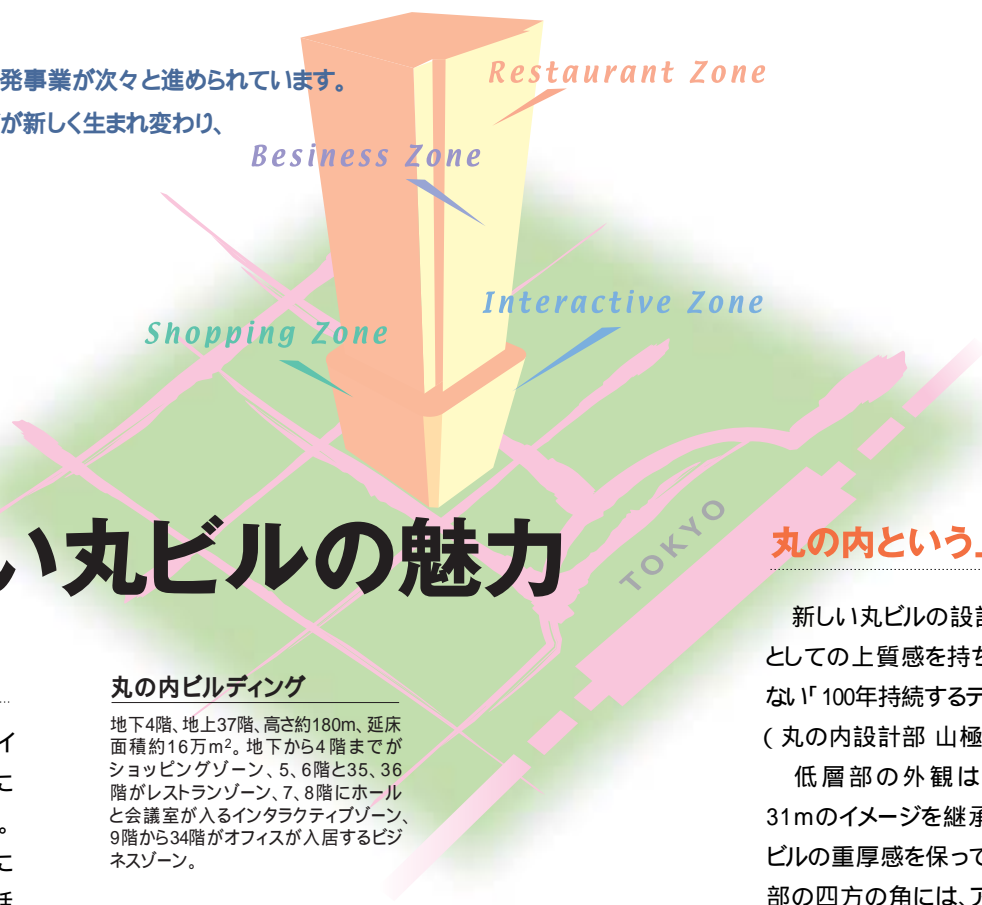 発事業が次々と進められています。
が新しく生まれ変わり、
Restaurant Zone
Besiness Zone
Interactive Zone
Shopping Zone
TOKYO
い丸ビルの魅力
丸の内ビルディング
地下4階、地上37階、高さ約180m、延床
面積約16万m²。地下から4階までが
ショッピングゾーン、5、6階と35、36
階がレストランゾーン、7、8階にホール
と会議室が入るインタラクティブゾーン、
9階から34階がオフィスが入居するビジ
ネスゾーン。
イ
に
。
に
丸の内という
新しい丸ビルの設
としての上質感を持ち
ない「100年持続するデ
(丸の内設計部 山極
低層部の外観は
31mのイメージを継承
ビルの重厚感を保って
部の四方の角には、ア